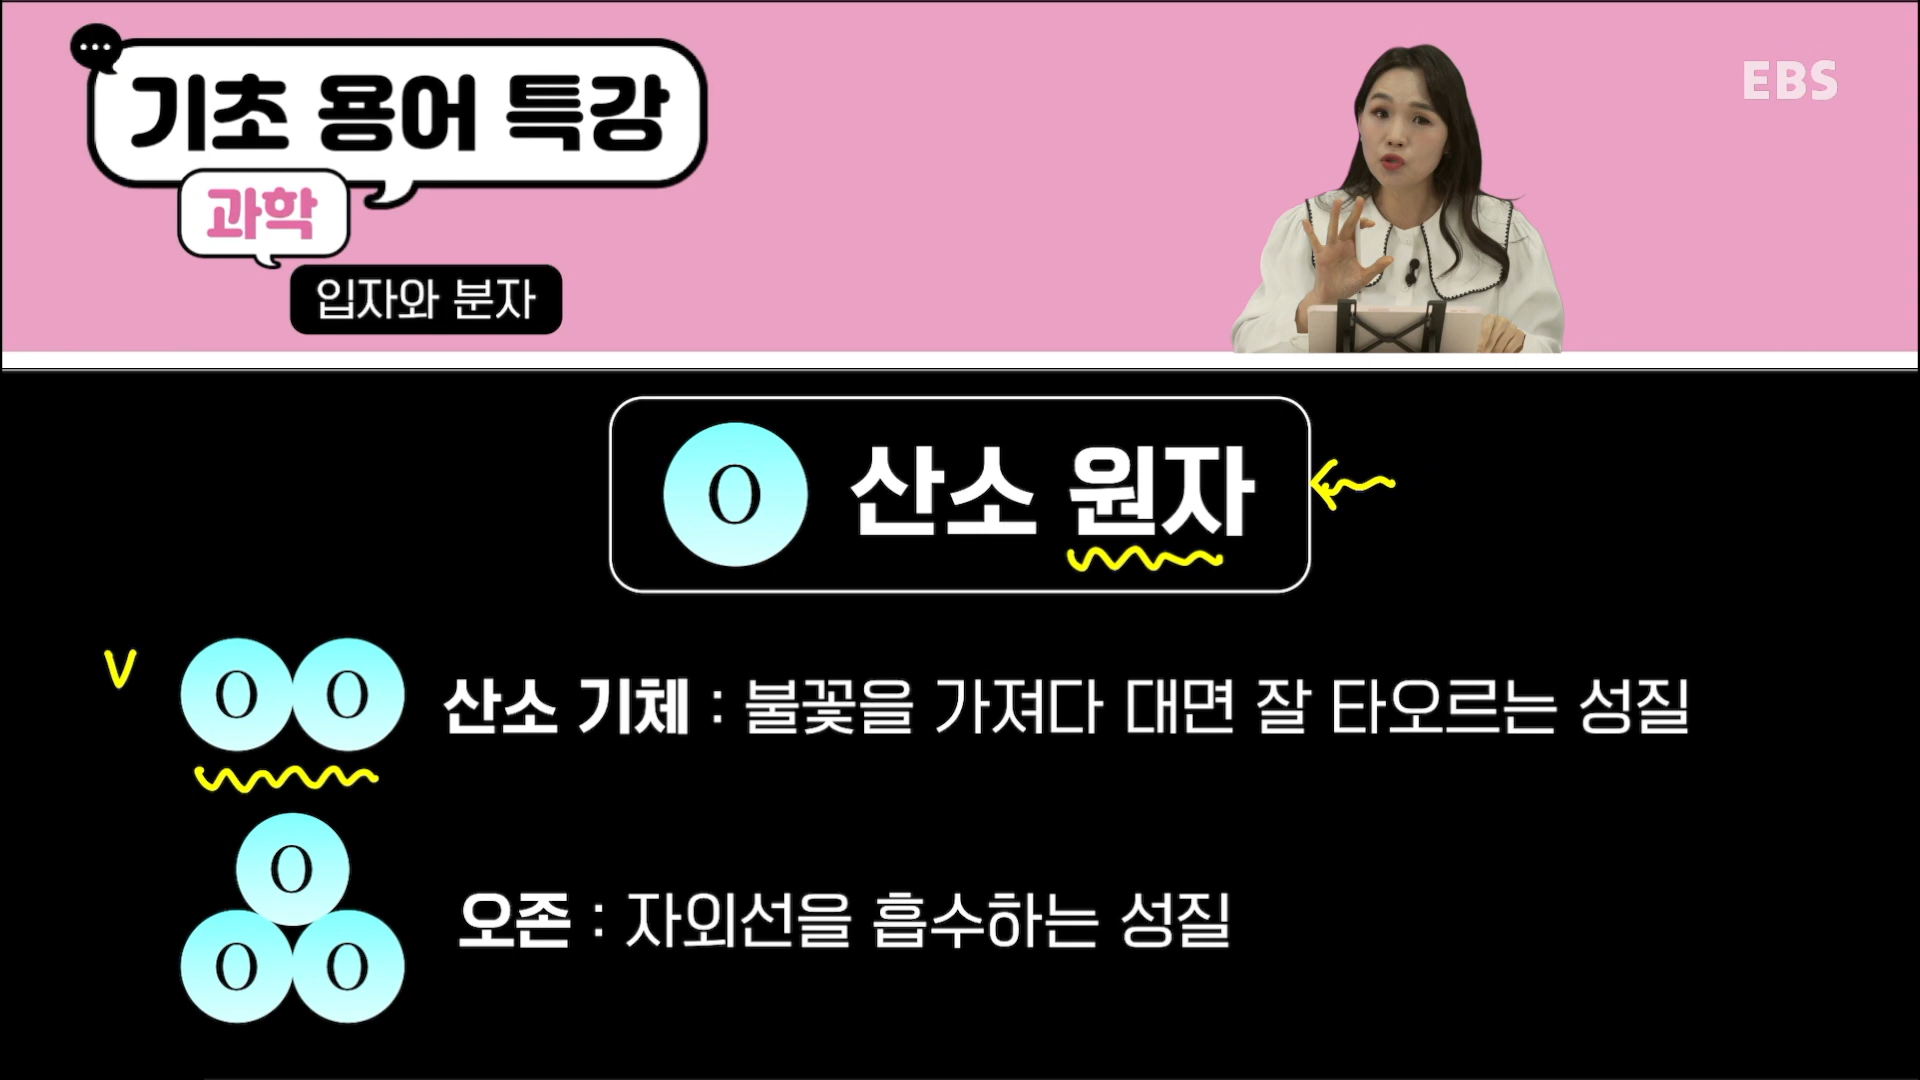 기초 용어 특강
EBS
과학
입자와 분자
O 산소 원자
V
O O 산소 기체 : 불꽃을 가져다 대면 잘 타오르는 성질
O
O O 오존 : 자외선을 흡수하는 성질